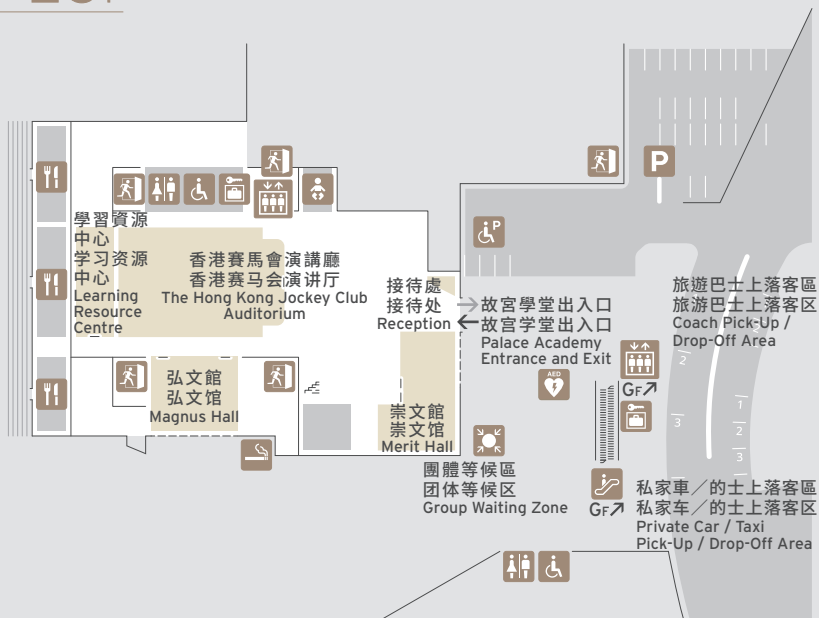 P
P
學習資源
中心
学习资源
中心
Learning
Resource
Centre
香港賽馬會演講廳
香港赛马会演讲厅
The Hong Kong Jockey Club
Auditorium
接待處
接待处
Reception
故宮學堂出入口
故宫学堂出入口
Palace Academy
Entrance and Exit
旅遊巴士上落客區
旅游巴士上落客区
Coach Pick-Up /
Drop-Off Area
2
3
1
2
3
AED
GF
弘文館
弘文馆
Magnus Hall
崇文館
崇文馆
Merit Hall
團體等候區
团体等候区
Group Waiting Zone
GF
私家車／的士上落客區
私家车／的士上落客区
Private Car / Taxi
Pick-Up / Drop-Off Area